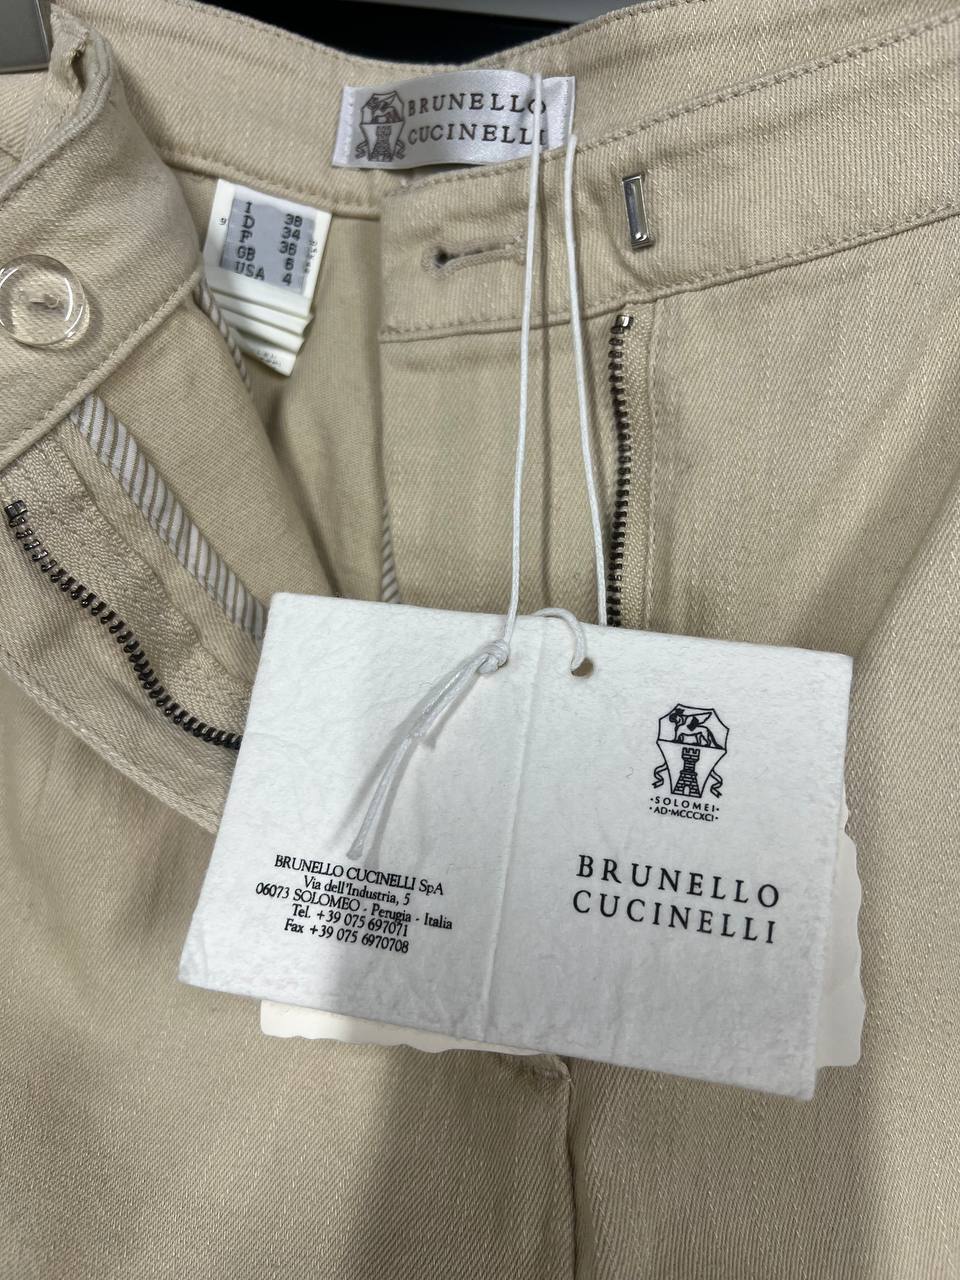 BRUNELLO
CUCINELLI
I 38
D 34
F 36
GB 6
USA 4
·SOLOMEI·
·AD·MCCCXCI·
BRUNELLO
CUCINELLI
BRUNELLO CUCINELLI SpA
Via dell'Industria, 5
06073 SOLOMEO - Perugia - Italia
Tel. +39 075 697071
Fax +39 075 6970708